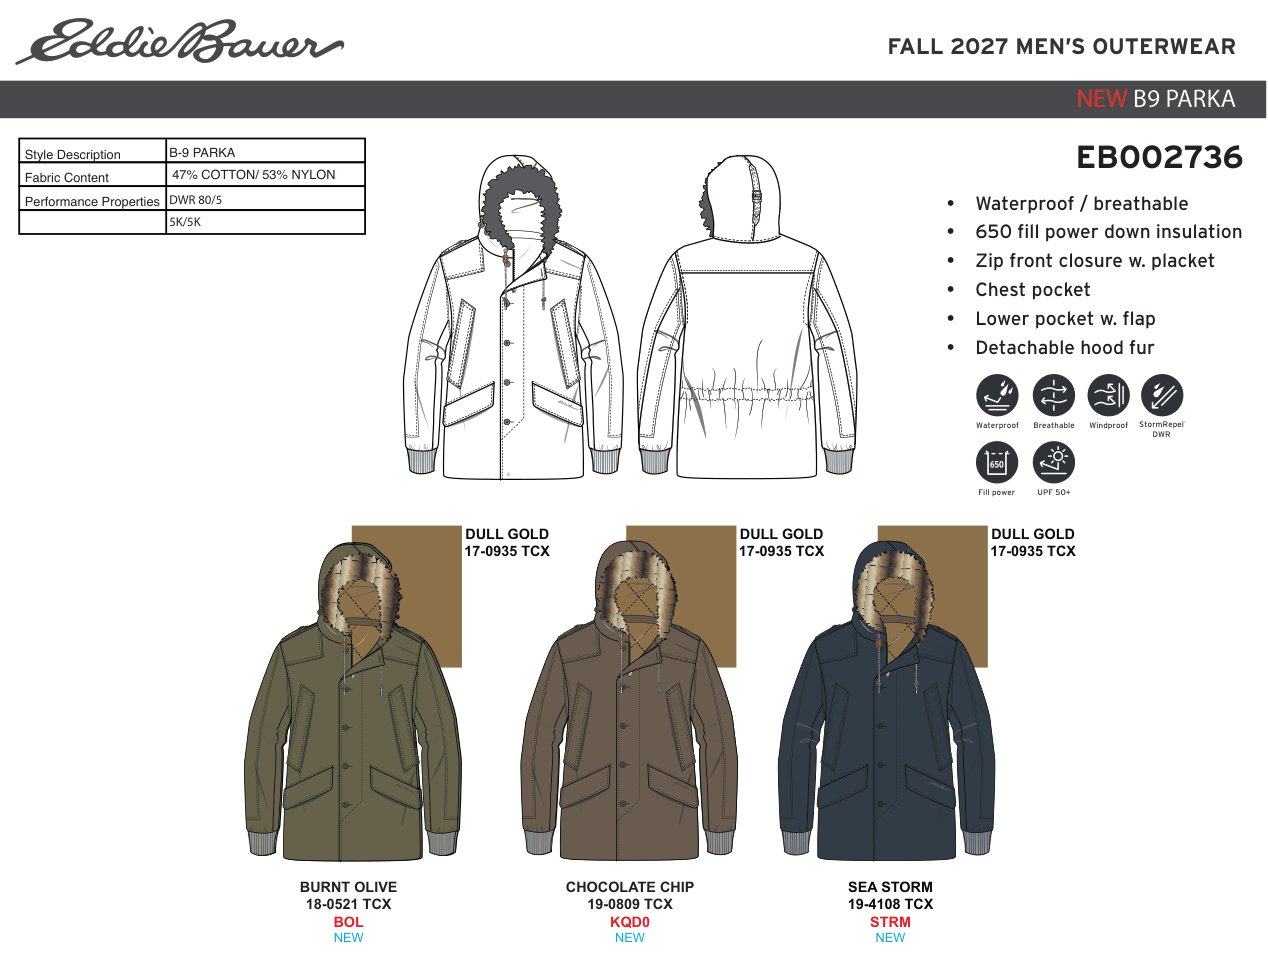 Eddie Bauer
FALL 2027 MEN'S OUTERWEAR
NEW B9 PARKA
Style Description B-9 PARKA
Fabric Content 47% COTTON/ 53% NYLON
Performance Properties DWR 80/5
5K/5K
EB002736
• Waterproof / breathable
• 650 fill power down insulation
• Zip front closure w. placket
• Chest pocket
• Lower pocket w. flap
• Detachable hood fur
Waterproof Breathable Windproof StormRepel
DWR
650
Fill power UPF 50+
DULL GOLD
17-0935 TCX
DULL GOLD
17-0935 TCX
DULL GOLD
17-0935 TCX
BURNT OLIVE
18-0521 TCX
BOL
NEW
CHOCOLATE CHIP
19-0809 TCX
KQD0
NEW
SEA STORM
19-4108 TCX
STRM
NEW